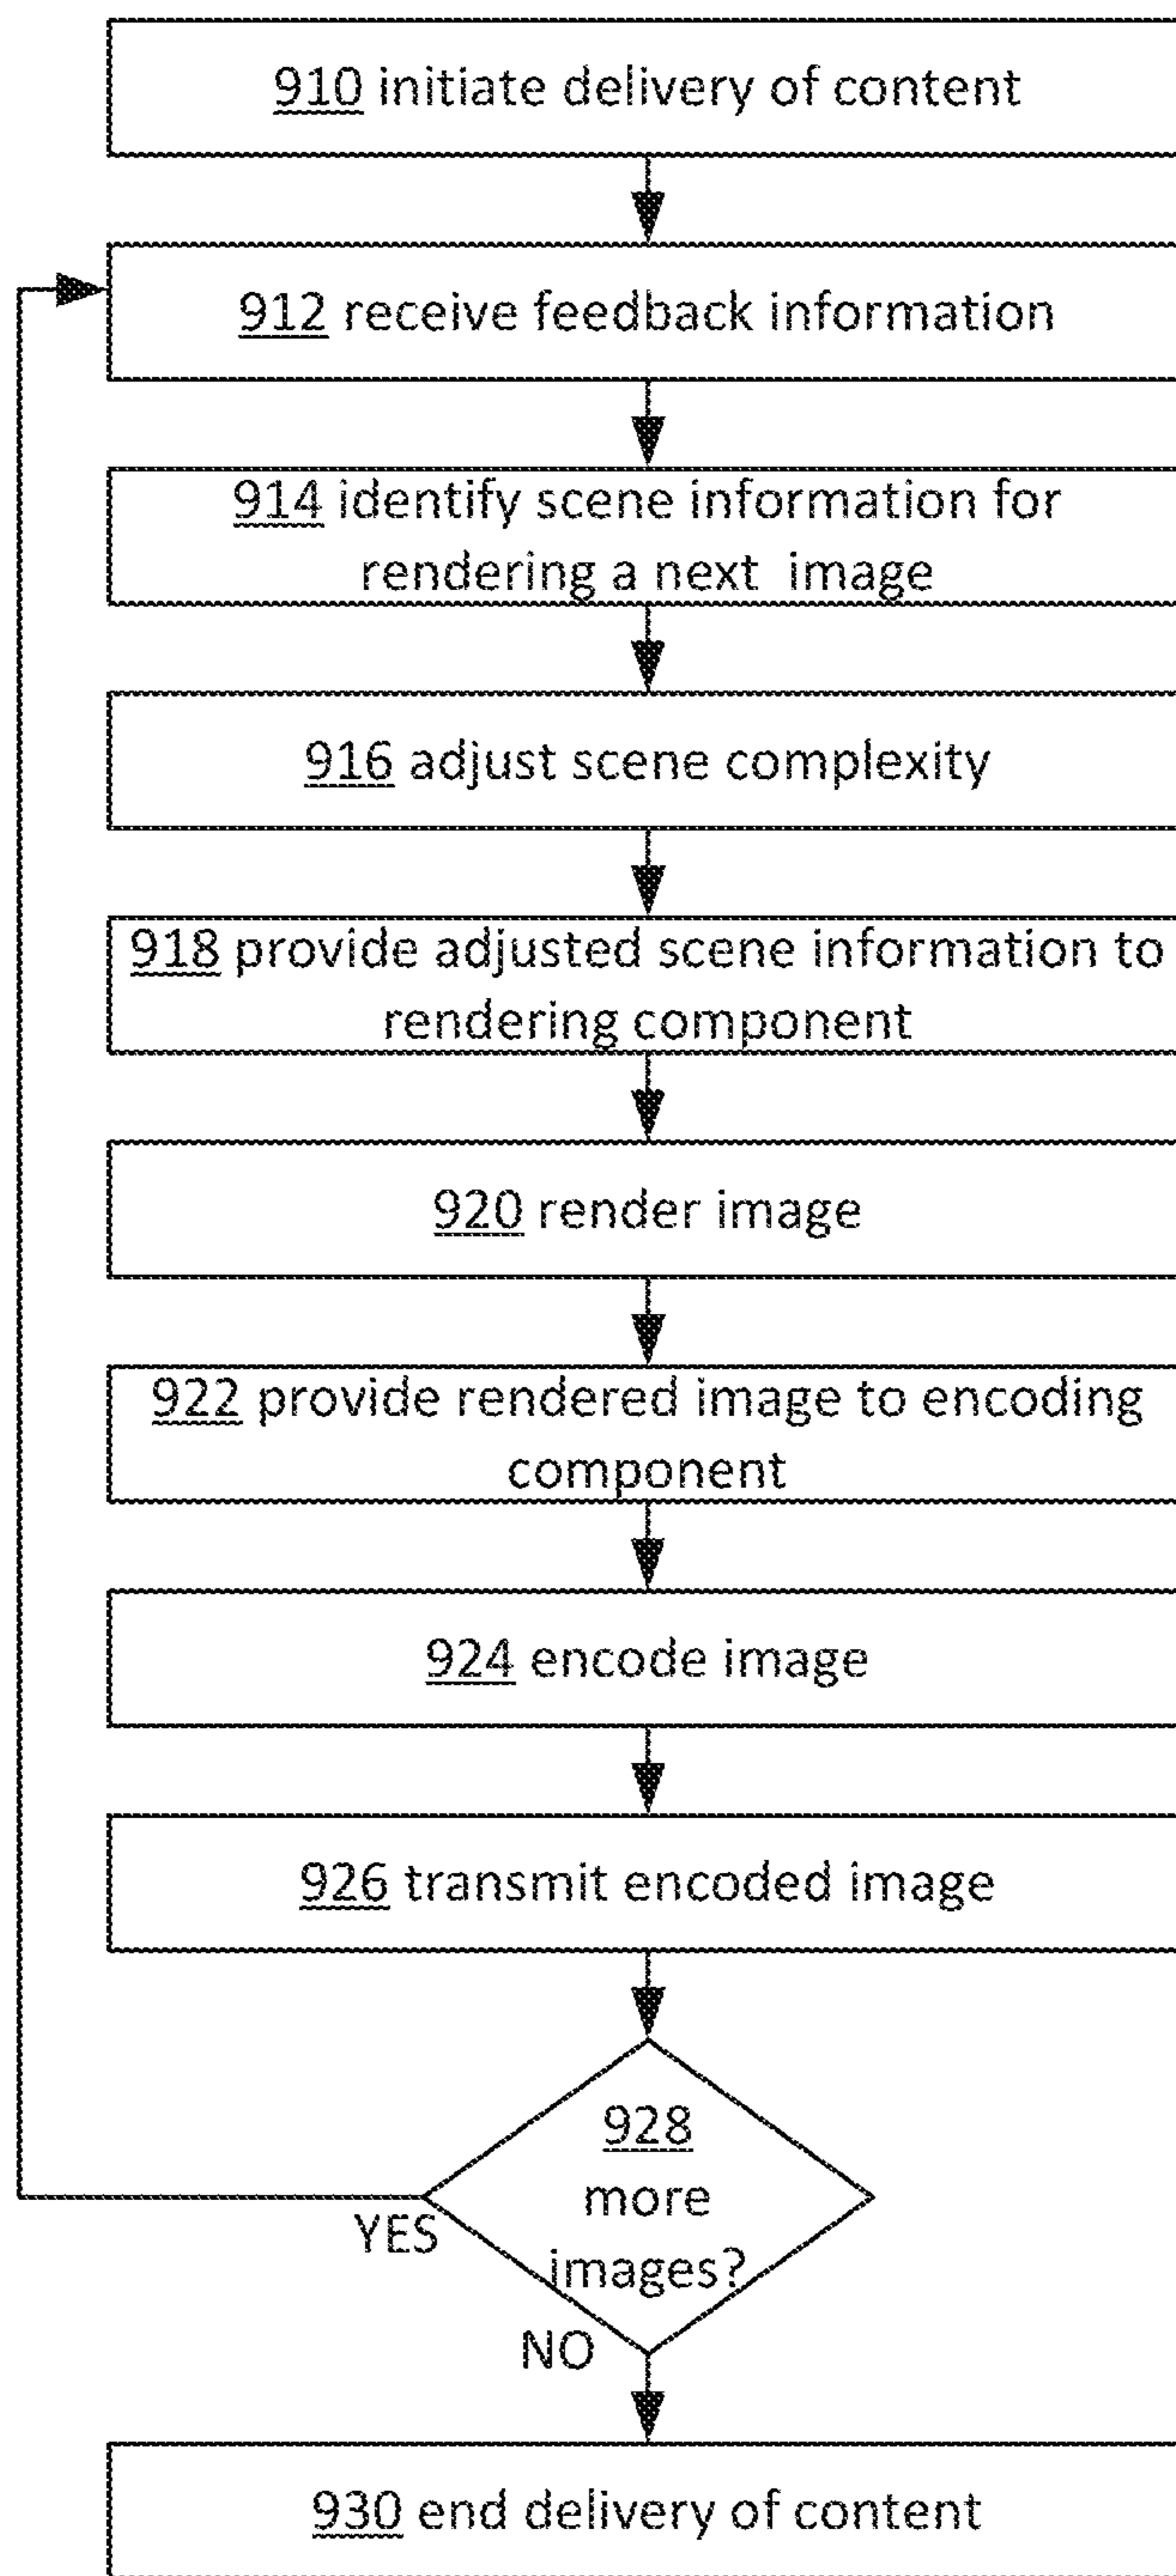 910 initiate delivery of content
912 receive feedback information
914 identify scene information for
rendering a next image
916 adjust scene complexity
918 provide adjusted scene information to
rendering component
920 render image
922 provide rendered image to encoding
component
924 encode image
926 transmit encoded image
928
more
images?
YES
NO
930 end delivery of content